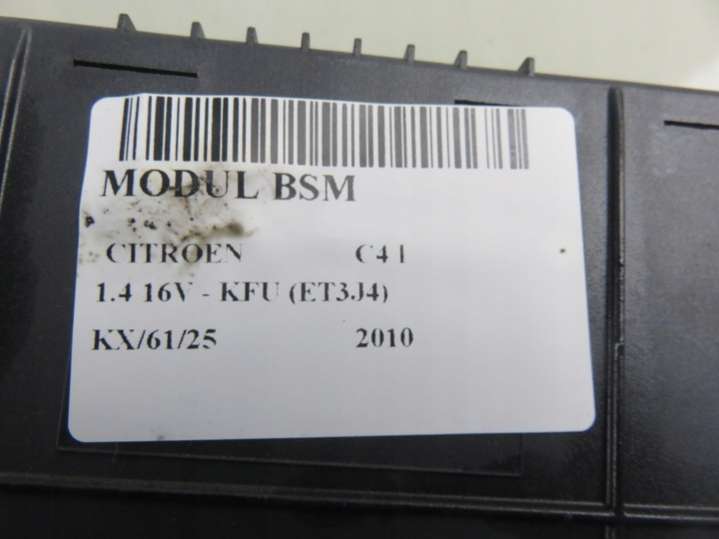 MODUL BSM
CITROEN C4 I
1.4 16V - KFU (ET3J4)
KX/61/25 2010